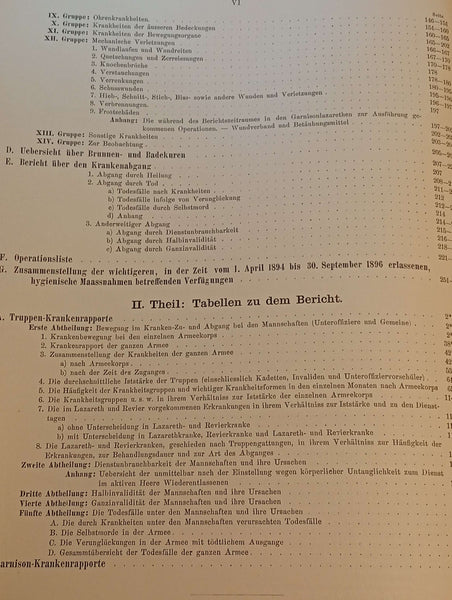 VI
Seite
IX. Gruppe: Ohrenkrankheiten
X. Gruppe: Krankheiten der äusseren Bedeckungen
XI. Gruppe: Krankheiten der Bewegungsorgane
XII. Gruppe: Mechanische Verletzungen
1. Wundlaufen und Wundreiten
2. Quetschungen und Zerreissungen
3. Knochenbrüche
4. Verstauchungen
5. Verrenkungen
6. Schusswunden
7. Hieb-, Schnitt-, Stich-, Biss- sowie andere Wunden und Verletzungen
8. Verbrennungen
9. Frostschäden
Anhang: Die während des Berichtszeitraumes in den Garnisonlazarethen zur Ausführung ge-
kommenen Operationen. — Wundverband und Betäubungsmittel
XIII. Gruppe: Sonstige Krankheiten
XIV. Gruppe: Zur Beobachtung
D. Uebersicht über Brunnen- und Badekuren
E. Bericht über den Krankenabgang
1. Abgang durch Heilung
2. Abgang durch Tod
a) Todesfälle nach Krankheiten
b) Todesfälle infolge von Verunglückung
c) Todesfälle durch Selbstmord
d) Anhang
3. Anderweitiger Abgang
a) Abgang durch Dienstunbrauchbarkeit
b) Abgang durch Halbinvalidität
c) Abgang durch Ganzinvalidität
F. Operationsliste
G. Zusammenstellung der wichtigeren, in der Zeit vom 1. April 1894 bis 30. September 1896 erlassenen,
hygienische Maassnahmen betreffenden Verfügungen
II. Theil: Tabellen zu dem Bericht.
Truppen-Krankenrapporte
Erste Abtheilung: Bewegung im Kranken-Zu- und Abgang bei den Mannschaften (Unteroffiziere und Gemeine)
1. Krankenbewegung bei den einzelnen Armeekorps
2. Krankenrapport der ganzen Armee
3. Zusammenstellung der Krankheiten der ganzen Armee
a) nach Armeekorps
b) nach der Zeit des Zugangs
4. Die durchschnittliche Iststärke der Truppen (einschliesslich Kadetten, Invaliden und Unteroffizierschüler)
5. Die Häufigkeit der Krankheitsgruppen und wichtigen Krankheitsformen in den einzelnen Monaten nach Armeekorps
6. Die Krankheitsgruppen u. s. w. in ihrem Verhältniss zur Iststärke der einzelnen Armeekorps
7. Die im Lazareth und Revier vorgekommenen Erkrankungen in ihrem Verhältniss zur Iststärke und zu den Dienst-
tagen
a) ohne Unterscheidung in Lazareth- und Revierkranke
b) mit Unterscheidung in Lazarethkranke, Revierkranke und Lazareth- und Revierkranke
8. Die Lazareth- und Revierkranken, geschieden nach Truppengattungen, in ihrem Verhältniss zur Häufigkeit der
Erkrankungen, zur Behandlungsdauer und zur Art des Abganges
Zweite Abtheilung: Dienstunbrauchbarkeit der Mannschaften und ihre Ursachen
Anhang: Uebersicht der unmittelbar nach der Einstellung wegen körperlicher Untauglichkeit zum Dienst
im aktiven Heere Wiederentlassenen
Dritte Abtheilung: Halbinvalidität der Mannschaften und ihre Ursachen
Vierte Abtheilung: Ganzinvalidität der Mannschaften und ihre Ursachen
Fünfte Abtheilung: Die Todesfälle unter den Mannschaften und ihre Ursachen
A. Die durch Krankheiten unter den Mannschaften verursachten Todesfälle
B. Die Selbstmorde in der Armee
C. Die Verunglückungen in der Armee mit tödtlichem Ausgange
D. Gesammtübersicht der Todesfälle der ganzen Armee
arnison-Krankenrapporte